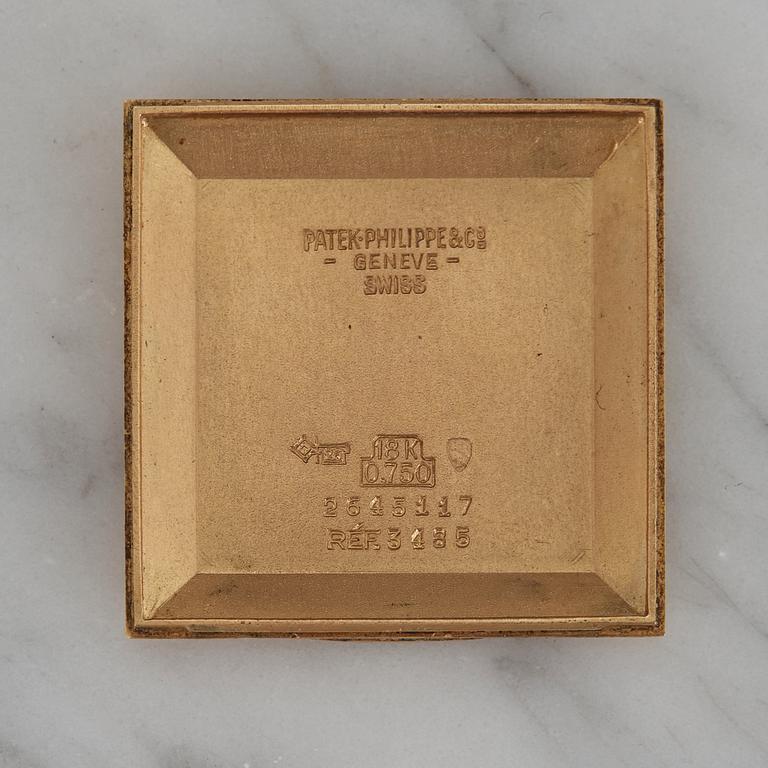 PATEK·PHILIPPE&Co
- GENEVE -
SWISS
18K
0.750
2645117
RÉF. 3485